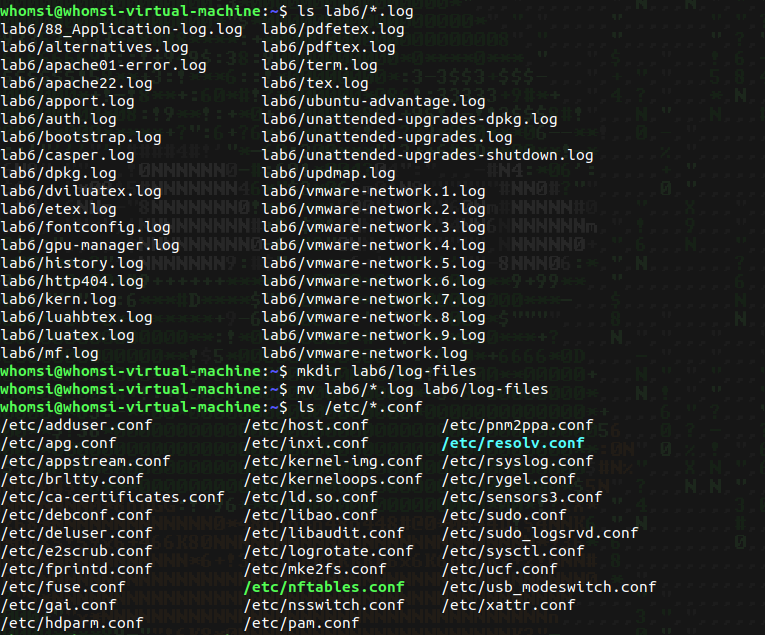 whomsi@whomsi-virtual-machine:~$ ls lab6/*.log
lab6/88_Application-log.log lab6/pdfetex.log
lab6/alternatives.log lab6/pdftex.log
lab6/apache01-error.log lab6/term.log
lab6/apache22.log lab6/tex.log
lab6/apport.log lab6/ubuntu-advantage.log
lab6/auth.log lab6/unattended-upgrades-dpkg.log
lab6/bootstrap.log lab6/unattended-upgrades.log
lab6/casper.log lab6/unattended-upgrades-shutdown.log
lab6/dpkg.log lab6/updmap.log
lab6/dviluatex.log lab6/vmware-network.1.log
lab6/etex.log lab6/vmware-network.2.log
lab6/fontconfig.log lab6/vmware-network.3.log
lab6/gpu-manager.log lab6/vmware-network.4.log
lab6/history.log lab6/vmware-network.5.log
lab6/http404.log lab6/vmware-network.6.log
lab6/kern.log lab6/vmware-network.7.log
lab6/luahbtex.log lab6/vmware-network.8.log
lab6/luatex.log lab6/vmware-network.9.log
lab6/mf.log lab6/vmware-network.log
whomsi@whomsi-virtual-machine:~$ mkdir lab6/log-files
whomsi@whomsi-virtual-machine:~$ mv lab6/*.log lab6/log-files
whomsi@whomsi-virtual-machine:~$ ls /etc/*.conf
/etc/adduser.conf /etc/host.conf /etc/pnm2ppa.conf
/etc/apg.conf /etc/inxi.conf /etc/resolv.conf
/etc/appstream.conf /etc/kernel-img.conf /etc/rsyslog.conf
/etc/brltty.conf /etc/kerneloops.conf /etc/rygel.conf
/etc/ca-certificates.conf /etc/ld.so.conf /etc/sensors3.conf
/etc/debconf.conf /etc/libao.conf /etc/sudo.conf
/etc/deluser.conf /etc/libaudit.conf /etc/sudo_logsrvd.conf
/etc/e2scrub.conf /etc/logrotate.conf /etc/sysctl.conf
/etc/fprintd.conf /etc/mke2fs.conf /etc/ucf.conf
/etc/fuse.conf /etc/nftables.conf /etc/usb_modeswitch.conf
/etc/gai.conf /etc/nsswitch.conf /etc/xattr.conf
/etc/hdparm.conf /etc/pam.conf